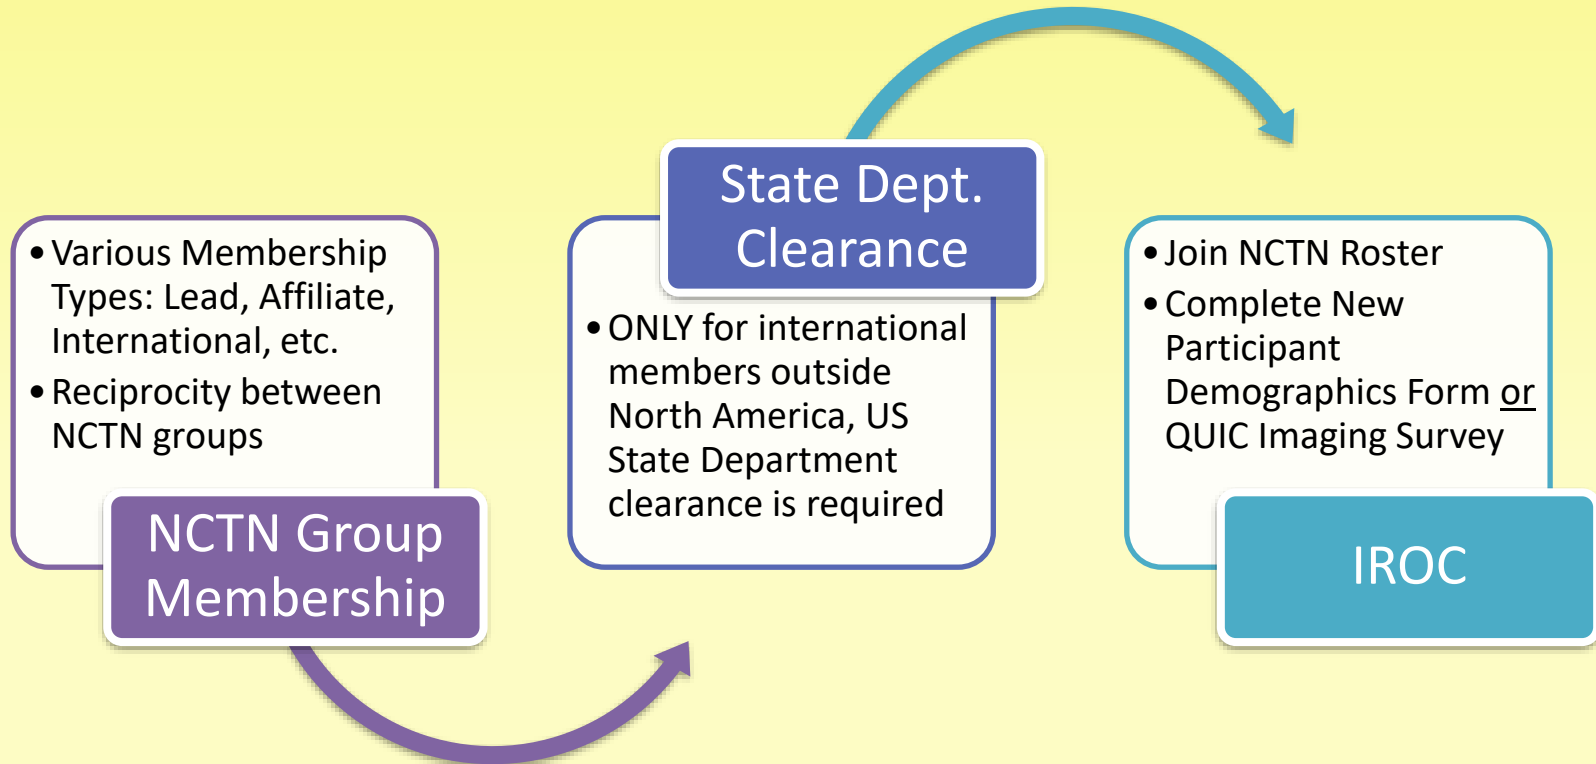 • Various Membership
Types: Lead, Affiliate,
International, etc.
• Reciprocity between
NCTN groups
NCTN Group
Membership
State Dept.
Clearance
• ONLY for international
members outside
North America, US
State Department
clearance is required
• Join NCTN Roster
• Complete New
Participant
Demographics Form or
QUIC Imaging Survey
IROC